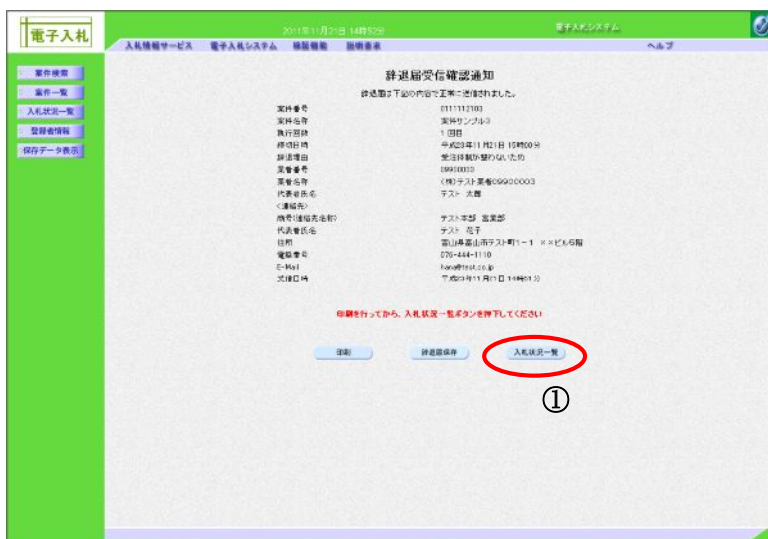 電子入札
2011年11月21日 14時52分
電子入札システム
入札情報サービス 電子入札システム 検証機能 説明要求 ヘルプ
案件検索
案件一覧
入札状況一覧
登録者情報
保存データ表示
辞退届受信確認通知
辞退届は下記の内容で正常に送信されました。
案件番号 0111112103
案件名称 案件サンプル3
執行回数 1 回目
締切日時 平成23年11月21日 15時00分
辞退理由 受注体制が整わないため
業者番号 09900003
業者名称 (株)テスト業者09900003
代表者氏名 テスト 太郎
<連絡先>
商号(連絡先名称) テスト本部 営業部
代表者氏名 テスト 花子
住所 富山県富山市テスト町1-1 ××ビル5階
電話番号 076-444-1110
E-Mail hana@test.co.jp
受信日時 平成23年11月21日 14時51分
印刷を行ってから、入札状況一覧ボタンを押下してください
印刷 辞退届保存 入札状況一覧
①